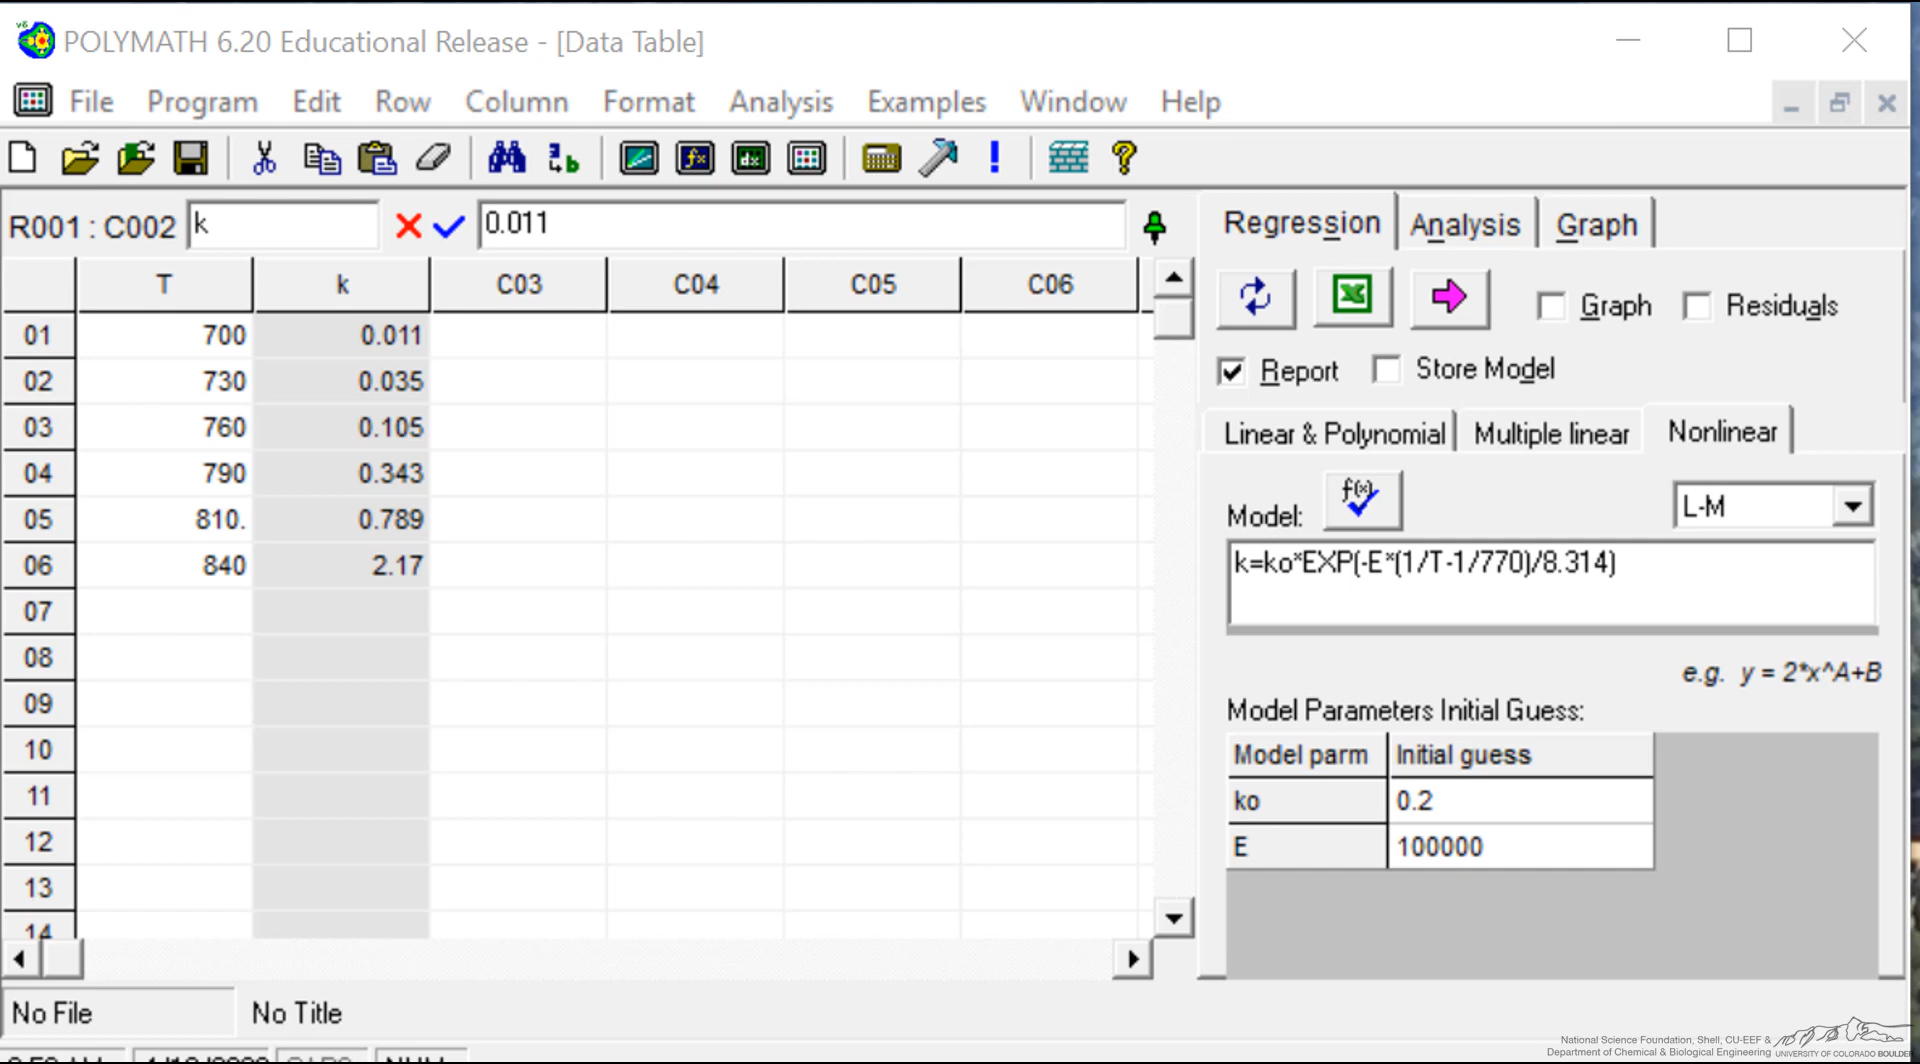 POLYMATH 6.20 Educational Release - [Data Table]
File Program Edit Row Column Format Analysis Examples Window Help
R001 : C002 k 0.011
Regression Analysis Graph
T k C03 C04 C05 C06
01 700 0.011
02 730 0.035
03 760 0.105
04 790 0.343
05 810. 0.789
06 840 2.17
07
08
09
10
11
12
13
14
Graph Residuals
Report Store Model
Linear & Polynomial Multiple linear Nonlinear
Model: f(x) L-M
k=ko*EXP(-E*(1/T-1/770)/8.314)
e.g. y = 2*x^A+B
Model Parameters Initial Guess:
Model parm Initial guess
ko 0.2
E 100000
No File No Title
National Science Foundation, Shell, CU-EEF &
Department of Chemical & Biological Engineering UNIVERSITY OF COLORADO BOULDER